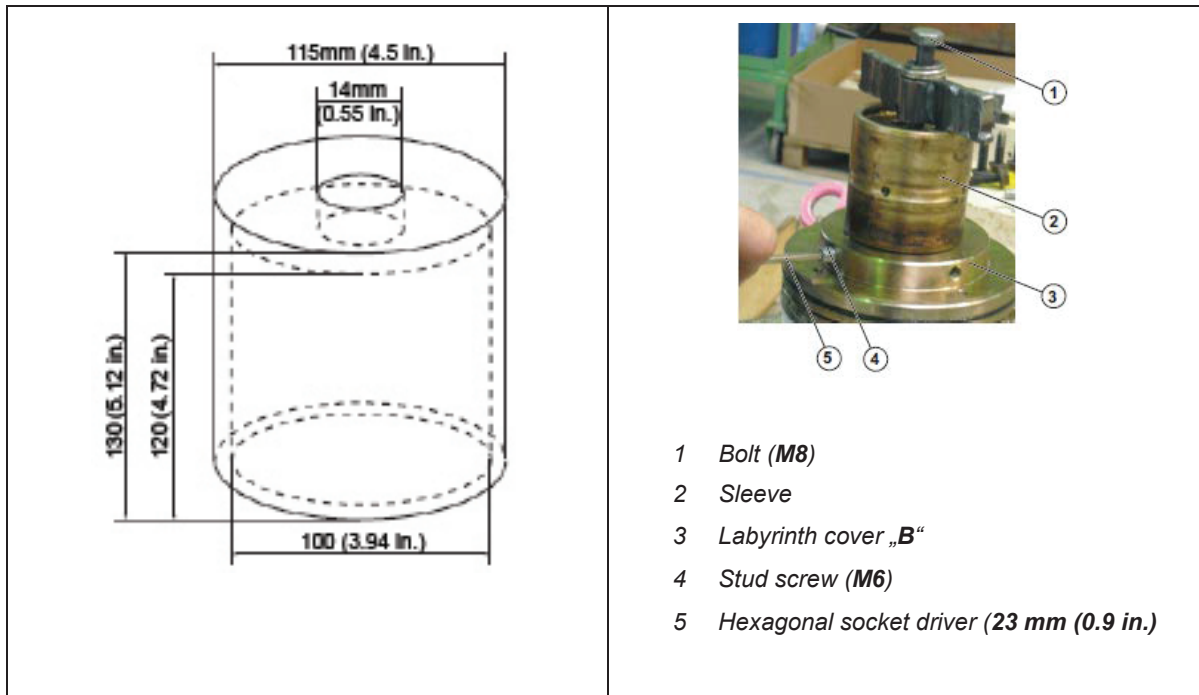 115mm (4.5 In.)
14mm
(0.55 In.)
130(5.12 in.)
120(4.72 in.)
100 (3.94 In.)
1
2
3
5
4
1 Bolt (M8)
2 Sleeve
3 Labyrinth cover „B“
4 Stud screw (M6)
5 Hexagonal socket driver (23 mm (0.9 in.)